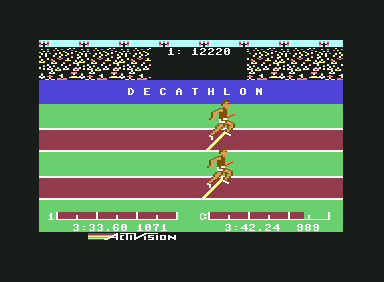 1: 12220
DECATHLON
1
C
3:33.60 1071 3:42.24 989
ACTIVISION